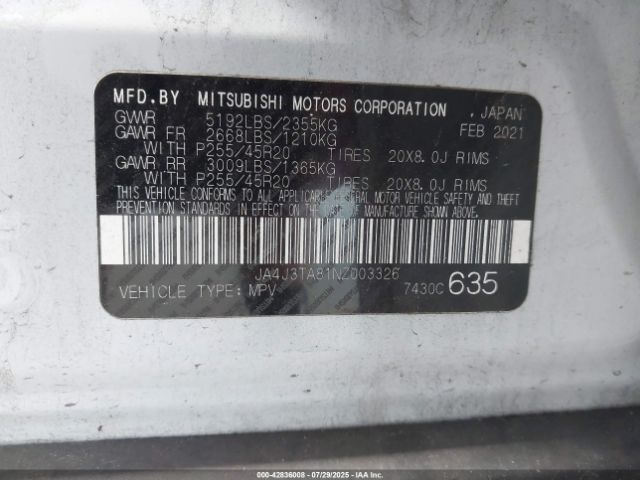 MFD.BY MITSUBISHI MOTORS CORPORATION , JAPAN
GVWR 5192LBS/2355KG FEB 2021
GAWR FR 2668LBS/1210KG
WITH P255/45R20 TIRES 20X8.0J RIMS
GAWR RR 3009LBS/1365KG
WITH P255/45R20 TIRES 20X8.0J RIMS
THIS VEHICLE CONFORMS TO ALL APPLICABLE FEDERAL MOTOR VEHICLE SAFETY AND THEFT
PREVENTION STANDARDS IN EFFECT ON THE DATE OF MANUFACTURE SHOWN ABOVE.
JA4J3TA81NZ003326
VEHICLE TYPE: MPV 7430C 635
000-42836008 - 07/29/2025 - AutoAuctionMall.com